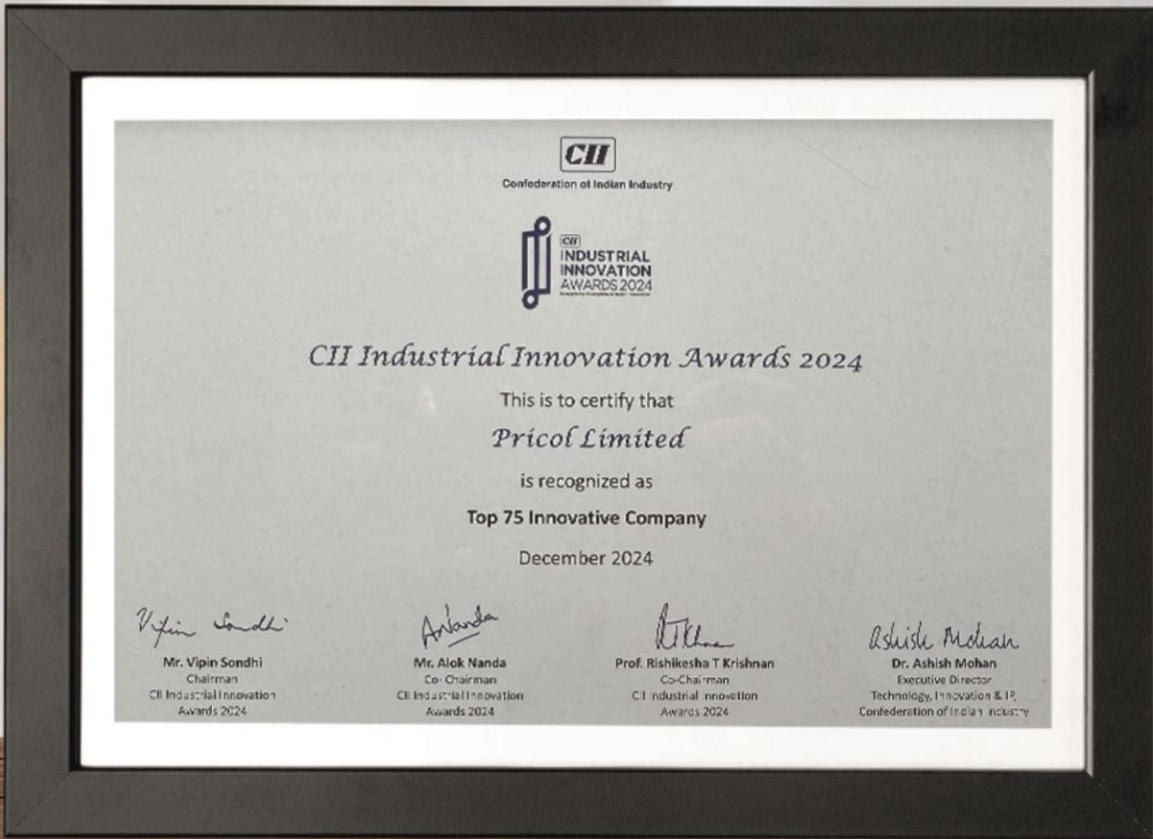 CII
Confederation of Indian Industry
CII
INDUSTRIAL
INNOVATION
AWARDS 2024
CII Industrial Innovation Awards 2024
This is to certify that
Pricol Limited
is recognized as
Top 75 Innovative Company
December 2024
Vipin Sondhi
ANanda
Ashish Mohan
Mr. Vipin Sondhi
Chairman
CII Industrial Innovation
Awards 2024
Mr. Alok Nanda
Co- Chairman
CII Industrial Innovation
Awards 2024
Prof. Rishikesha T Krishnan
Co-Chairman
CII Industrial Innovation
Awards 2024
Dr. Ashish Mohan
Executive Director
Technology, Innovation & IP,
Confederation of Indian Industry